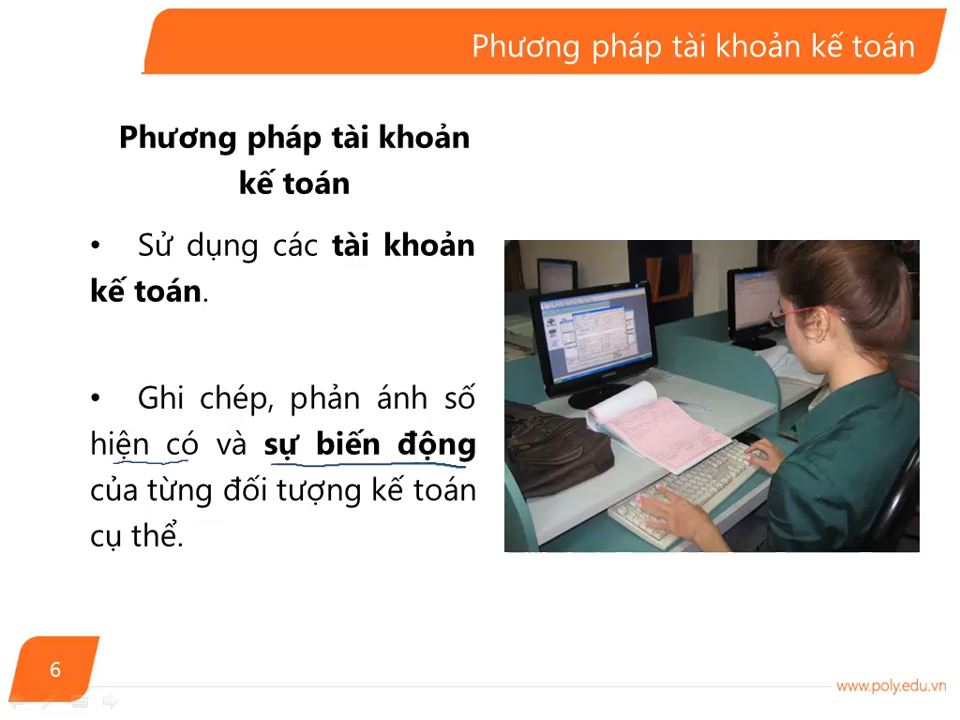 Phương pháp tài khoản kế toán
Phương pháp tài khoản
kế toán
• Sử dụng các tài khoản
kế toán.
• Ghi chép, phản ánh số
hiện có và sự biến động
của từng đối tượng kế toán
cụ thể.
6
www.poly.edu.vn